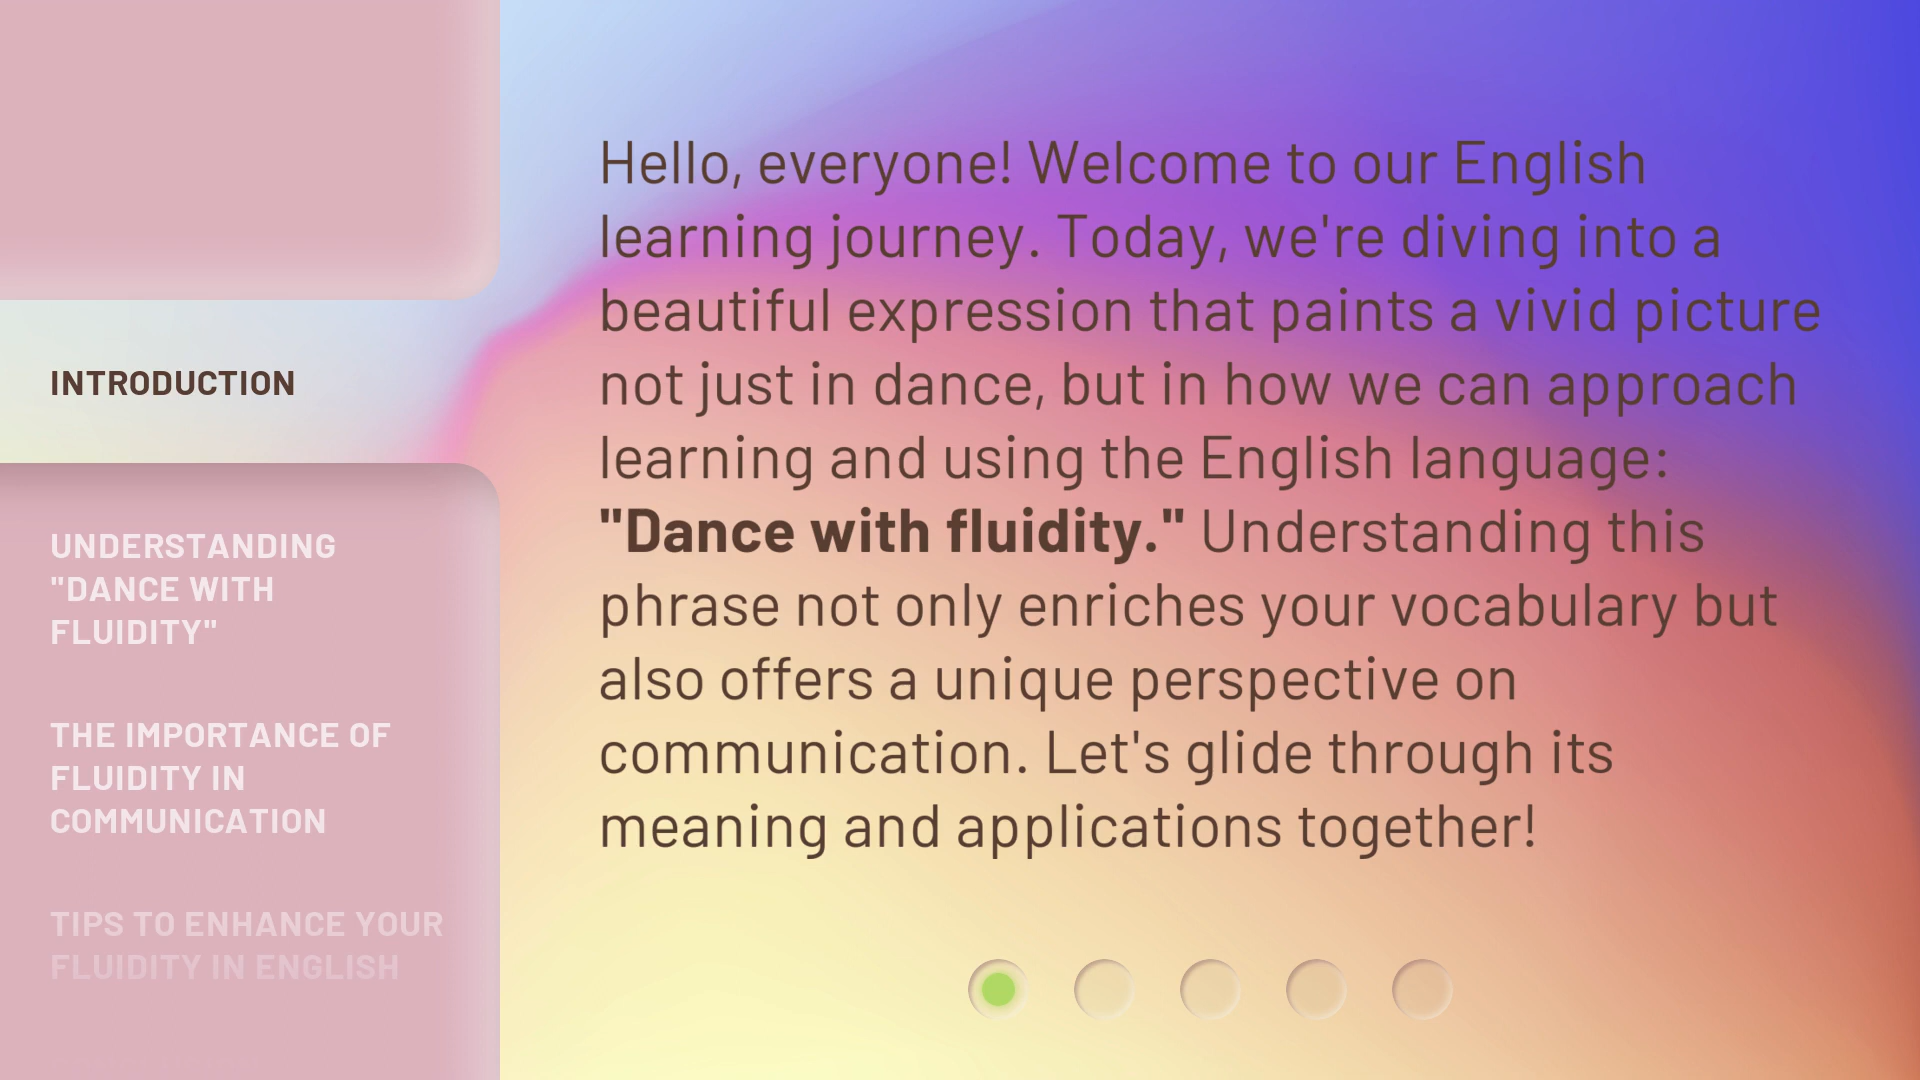 INTRODUCTION
UNDERSTANDING
"DANCE WITH
FLUIDITY"
THE IMPORTANCE OF
FLUIDITY IN
COMMUNICATION
TIPS TO ENHANCE YOUR
FLUIDITY IN ENGLISH
Hello, everyone! Welcome to our English
learning journey. Today, we're diving into a
beautiful expression that paints a vivid picture
not just in dance, but in how we can approach
learning and using the English language:
"Dance with fluidity." Understanding this
phrase not only enriches your vocabulary but
also offers a unique perspective on
communication. Let's glide through its
meaning and applications together!